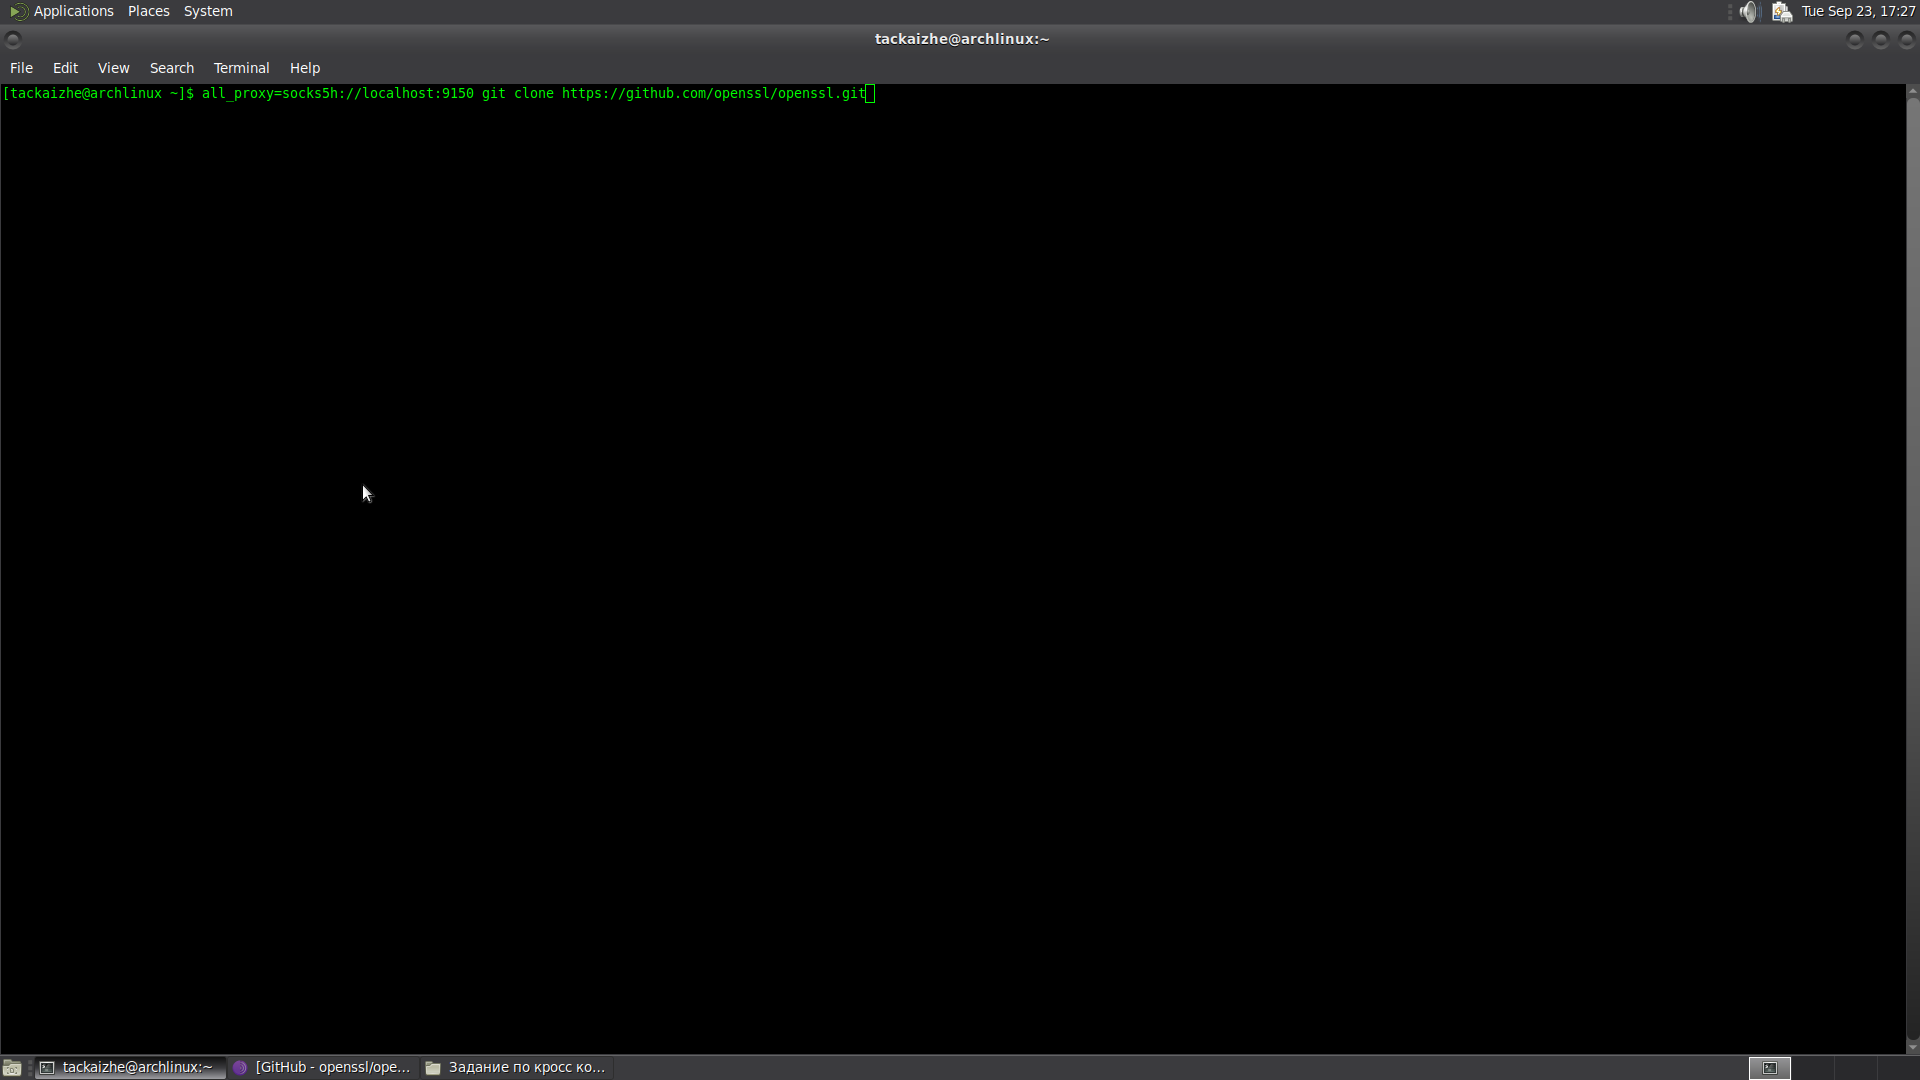 Applications Places System
Tue Sep 23, 17:27
tackaizhe@archlinux:~
File Edit View Search Terminal Help
[tackaizhe@archlinux ~]$ all_proxy=socks5h://localhost:9150 git clone https://github.com/openssl/openssl.git
tackaizhe@archlinux:~
[GitHub - openssl/ope...
Задание по кросс ко...